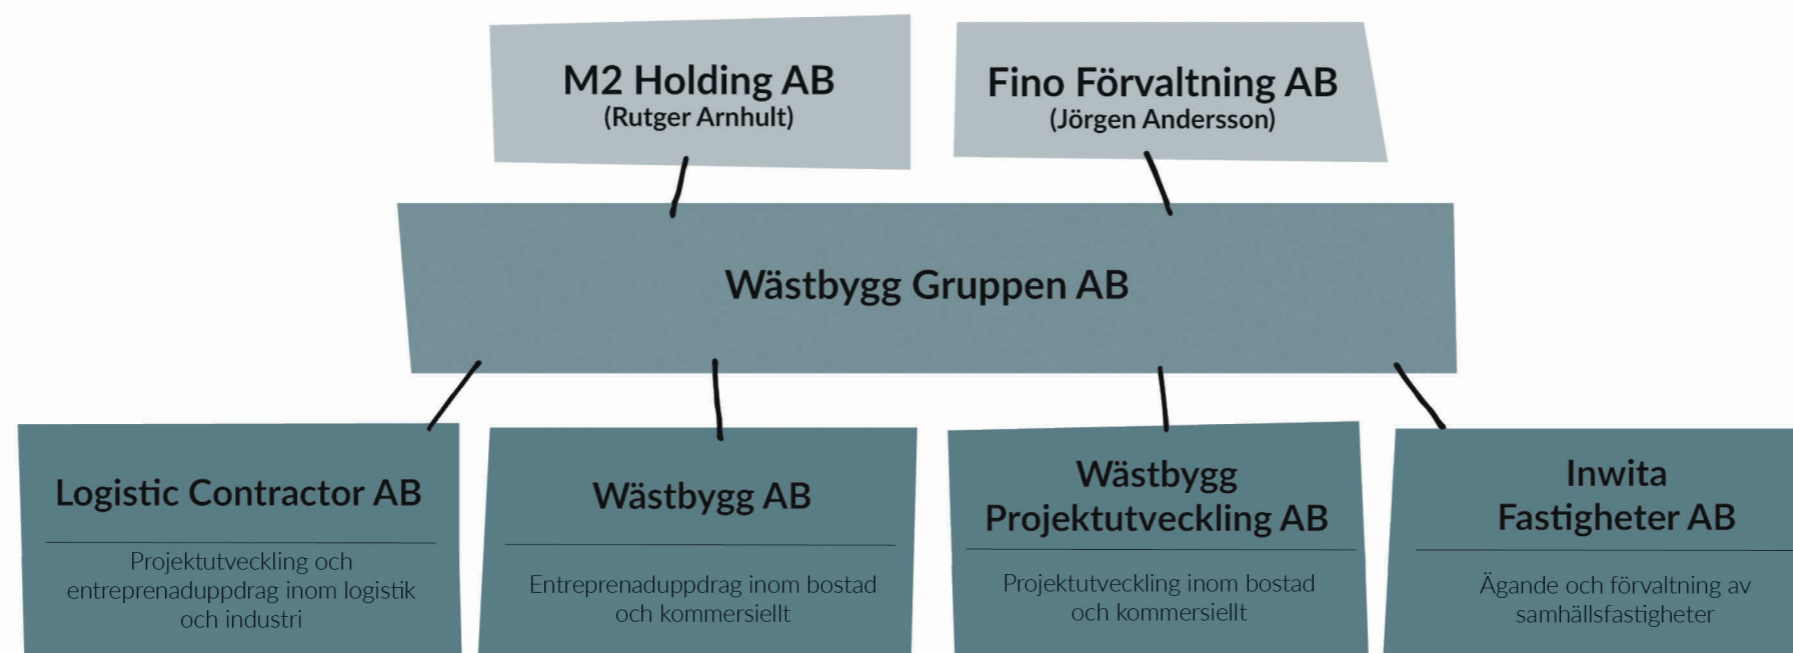 M2 Holding AB
(Rutger Arnhult)
Fino Förvaltning AB
(Jörgen Andersson)
Wästbygg Gruppen AB
Logistic Contractor AB
Projektutveckling och
entreprenaduppdrag inom logistik
och industri
Wästbygg AB
Entreprenaduppdrag inom bostad
och kommersiellt
Wästbygg
Projektutveckling AB
Projektutveckling inom bostad
och kommersiellt
Inwita
Fastigheter AB
Ägande och förvaltning av
samhällsfastigheter